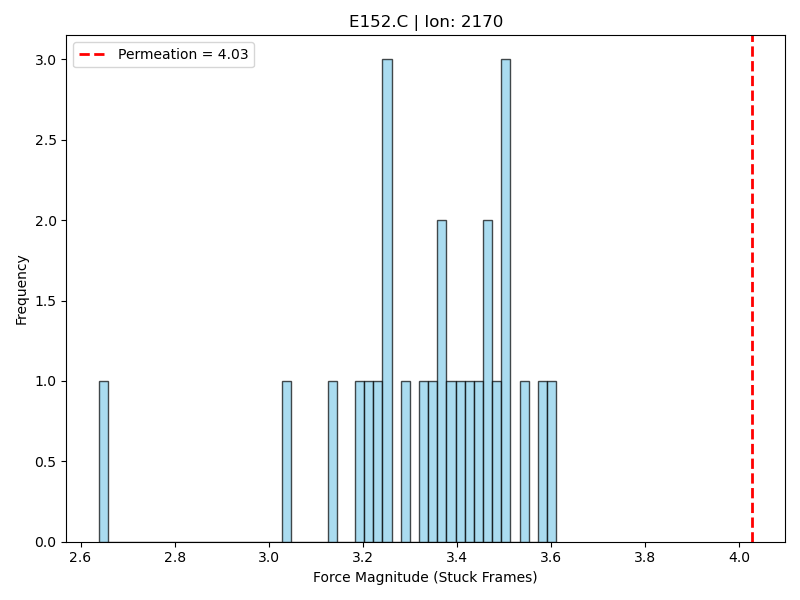 E152.C | Ion: 2170
Permeation = 4.03
Frequency
3.0
2.5
2.0
1.5
1.0
0.5
0.0
2.6 2.8 3.0 3.2 3.4 3.6 3.8 4.0
Force Magnitude (Stuck Frames)